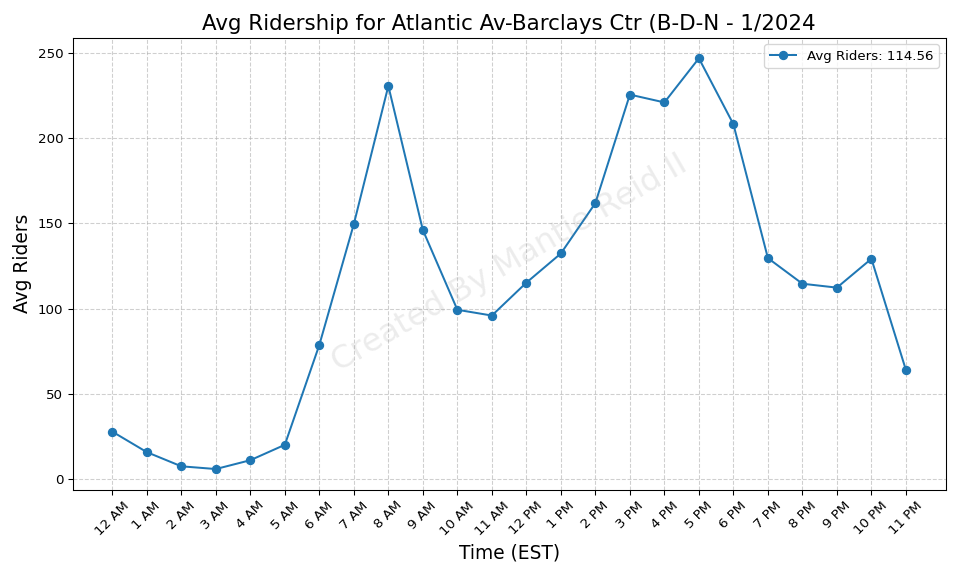 Avg Ridership for Atlantic Av-Barclays Ctr (B-D-N - 1/2024
Avg Riders: 114.56
250
200
150
100
50
0
Avg Riders
Created By Mantie Reid II
12 AM
1 AM
2 AM
3 AM
4 AM
5 AM
6 AM
7 AM
8 AM
9 AM
10 AM
11 AM
12 PM
1 PM
2 PM
3 PM
4 PM
5 PM
6 PM
7 PM
8 PM
9 PM
10 PM
11 PM
Time (EST)